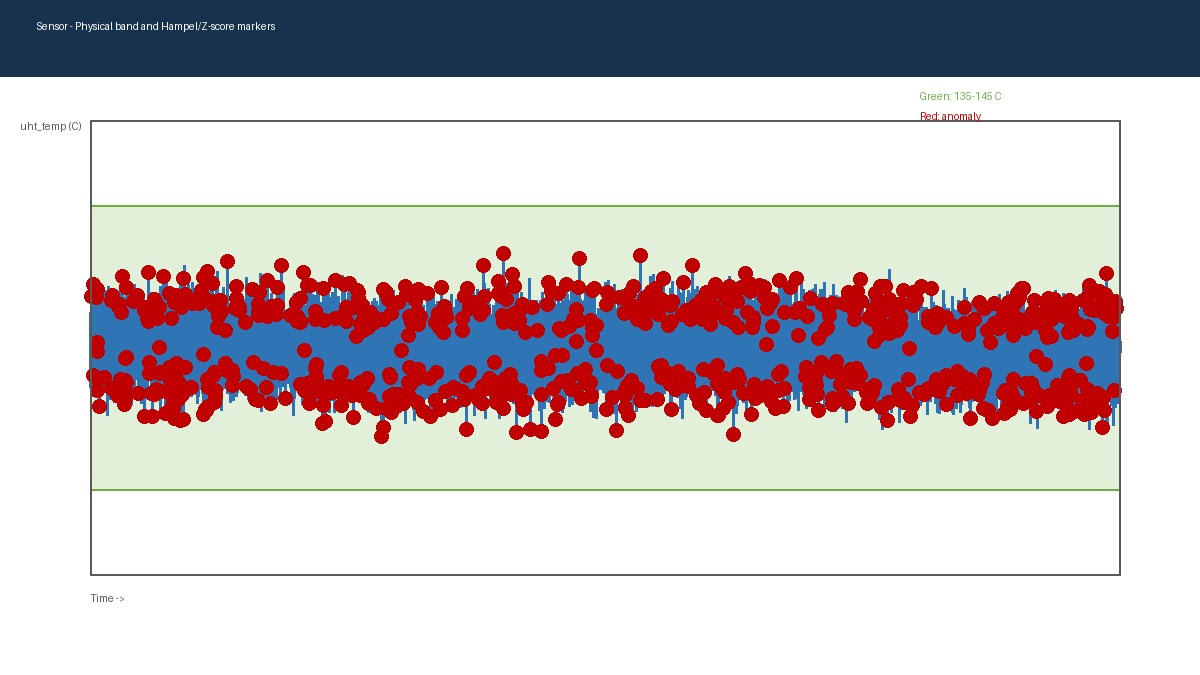 Sensor - Physical band and Hampel/Z-score markers
Green: 135-145 C
Red: anomaly
uht_temp (C)
Time ->